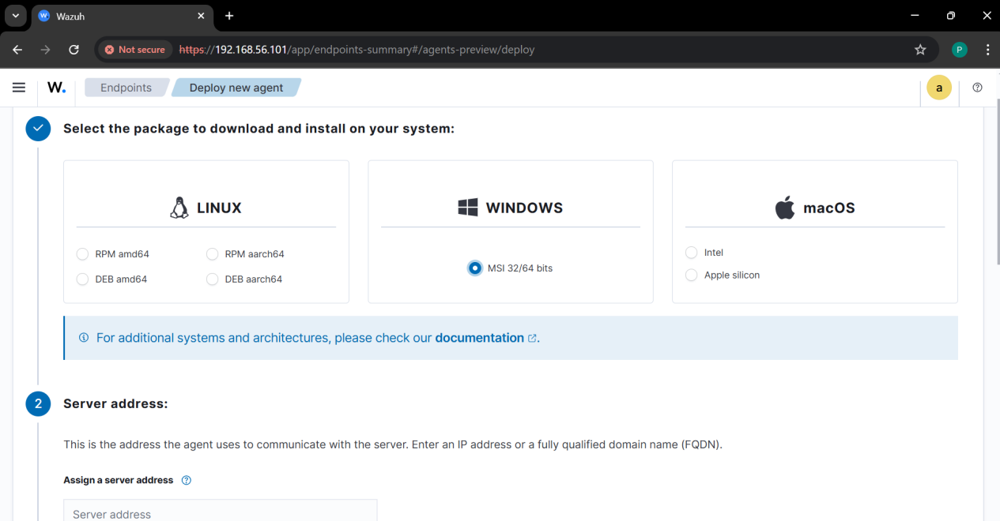 Wazuh
Not secure https://192.168.56.101/app/endpoints-summary#/agents-preview/deploy
P
W. Endpoints Deploy new agent a
Select the package to download and install on your system:
LINUX
RPM amd64 RPM aarch64
DEB amd64 DEB aarch64
WINDOWS
MSI 32/64 bits
macOS
Intel
Apple silicon
For additional systems and architectures, please check our documentation.
2 Server address:
This is the address the agent uses to communicate with the server. Enter an IP address or a fully qualified domain name (FQDN).
Assign a server address
Server address